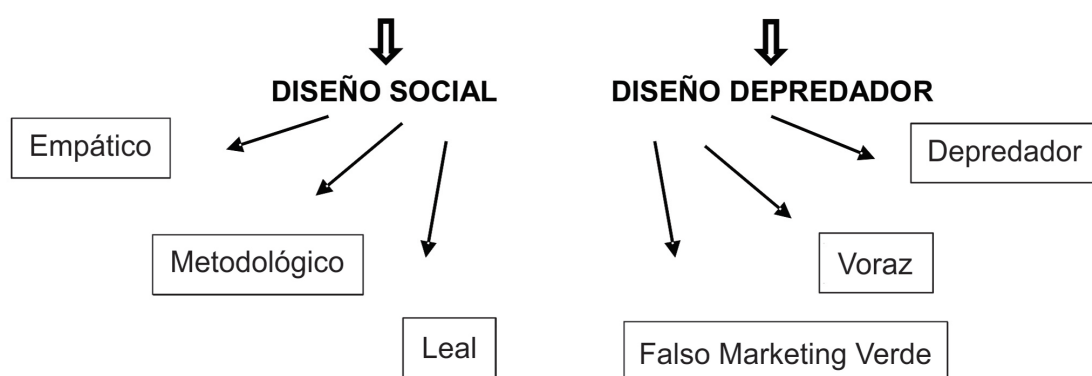 DISEÑO SOCIAL
DISEÑO DEPREDADOR
Empático
Depredador
Metodológico
Voraz
Leal
Falso Marketing Verde